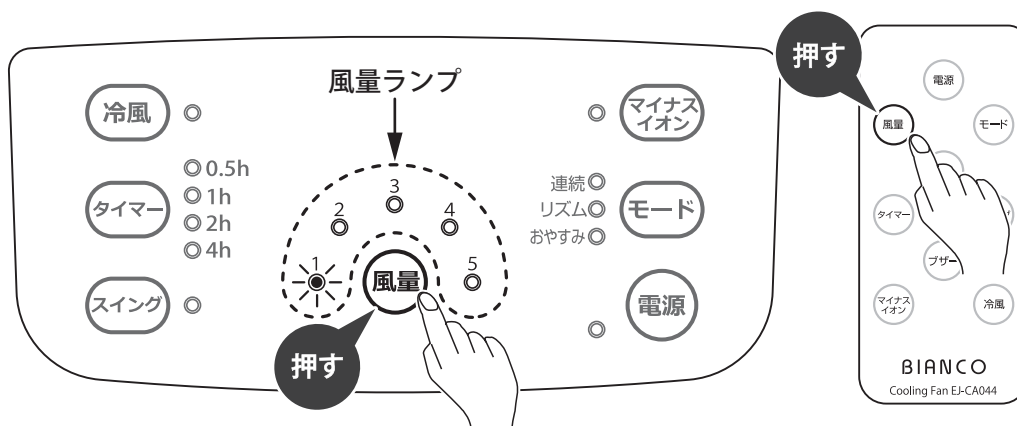 風量ランプ
冷風
0.5h
1h
2h
4h
タイマー
スイング
1
2
3
4
5
風量
押す
マイナス
イオン
連続
リズム
おやすみ
モード
電源
押す
電源
風量
モード
タイマー
ブザー
マイナス
イオン
冷風
BIANCO
Cooling Fan EJ-CA044